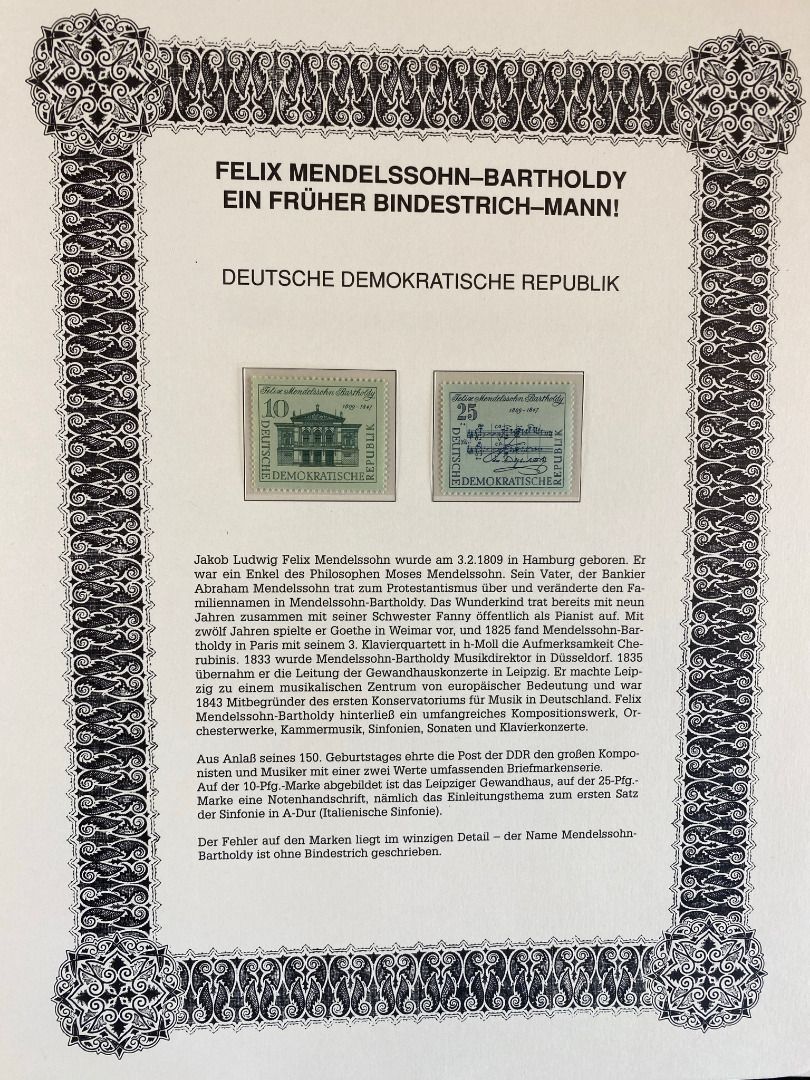 FELIX MENDELSSOHN–BARTHOLDY
EIN FRÜHER BINDESTRICH–MANN!
DEUTSCHE DEMOKRATISCHE REPUBLIK
Felix Mendelssohn Bartholdy
10
1809-1847
DEUTSCHE
DEMOKRATISCHE
REPUBLIK
Felix Mendelssohn Bartholdy
25
1809-1847
DEUTSCHE
DEMOKRATISCHE
REPUBLIK
Jakob Ludwig Felix Mendelssohn wurde am 3.2.1809 in Hamburg geboren. Er
war ein Enkel des Philosophen Moses Mendelssohn. Sein Vater, der Bankier
Abraham Mendelssohn trat zum Protestantismus über und veränderte den Fa-
miliennamen in Mendelssohn-Bartholdy. Das Wunderkind trat bereits mit neun
Jahren zusammen mit seiner Schwester Fanny öffentlich als Pianist auf. Mit
zwölf Jahren spielte er Goethe in Weimar vor, und 1825 fand Mendelssohn-Bar-
tholdy in Paris mit seinem 3. Klavierquartett in h-Moll die Aufmerksamkeit Che-
rubinis. 1833 wurde Mendelssohn-Bartholdy Musikdirektor in Düsseldorf. 1835
übernahm er die Leitung der Gewandhauskonzerte in Leipzig. Er machte Leip-
zig zu einem musikalischen Zentrum von europäischer Bedeutung und war
1843 Mitbegründer des ersten Konservatoriums für Musik in Deutschland. Felix
Mendelssohn-Bartholdy hinterließ ein umfangreiches Kompositionswerk, Or-
chesterwerke, Kammermusik, Sinfonien, Sonaten und Klavierkonzerte.
Aus Anlaß seines 150. Geburtstages ehrte die Post der DDR den großen Kompo-
nisten und Musiker mit einer zwei Werte umfassenden Briefmarkenserie.
Auf der 10-Pfg.-Marke abgebildet ist das Leipziger Gewandhaus, auf der 25-Pfg.-
Marke eine Notenhandschrift, nämlich das Einleitungsthema zum ersten Satz
der Sinfonie in A-Dur (Italienische Sinfonie).
Der Fehler auf den Marken liegt im winzigen Detail – der Name Mendelssohn-
Bartholdy ist ohne Bindestrich geschrieben.